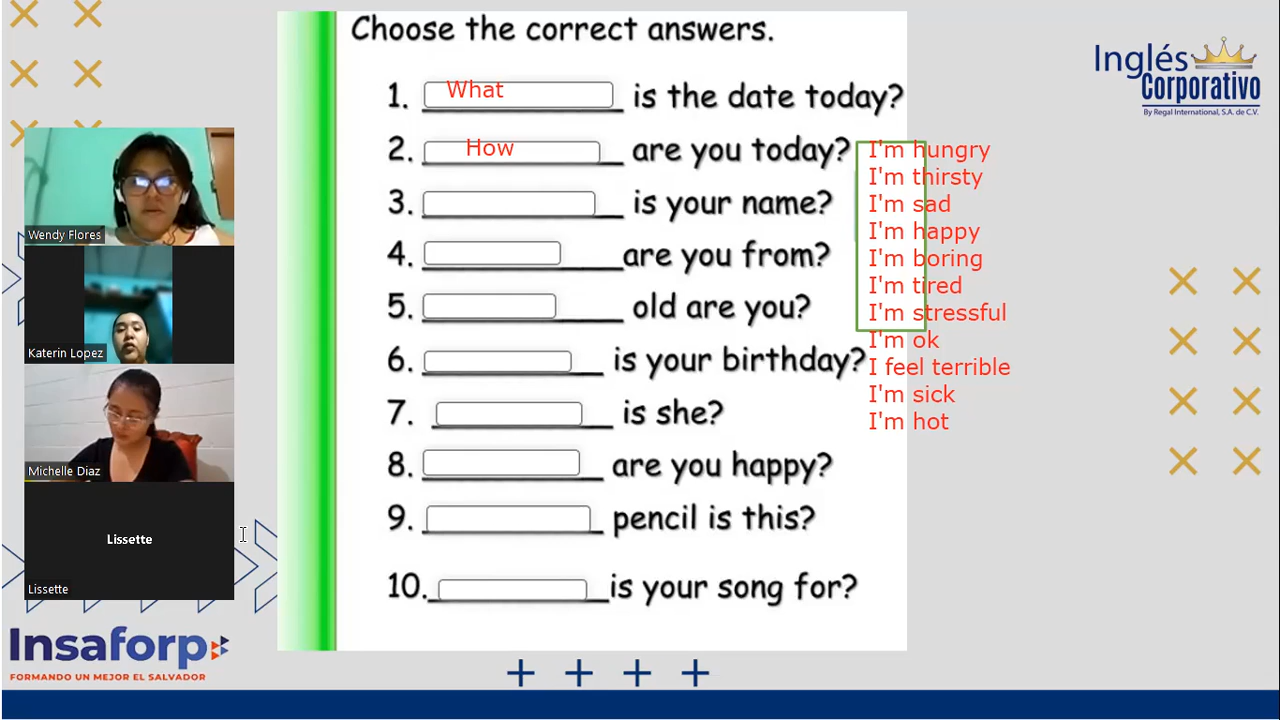 Choose the correct answers.
1. What is the date today?
2. How are you today?
3. is your name?
4. are you from?
5. old are you?
6. is your birthday?
7. is she?
8. are you happy?
9. pencil is this?
10. is your song for?
I'm hungry
I'm thirsty
I'm sad
I'm happy
I'm boring
I'm tired
I'm stressful
I'm ok
I feel terrible
I'm sick
I'm hot
Inglés
Corporativo
By Regal International, S.A. de C.V.
Wendy Flores
Katerin Lopez
Michelle Diaz
Lissette
Lissette
Insaforp
FORMANDO UN MEJOR EL SALVADOR